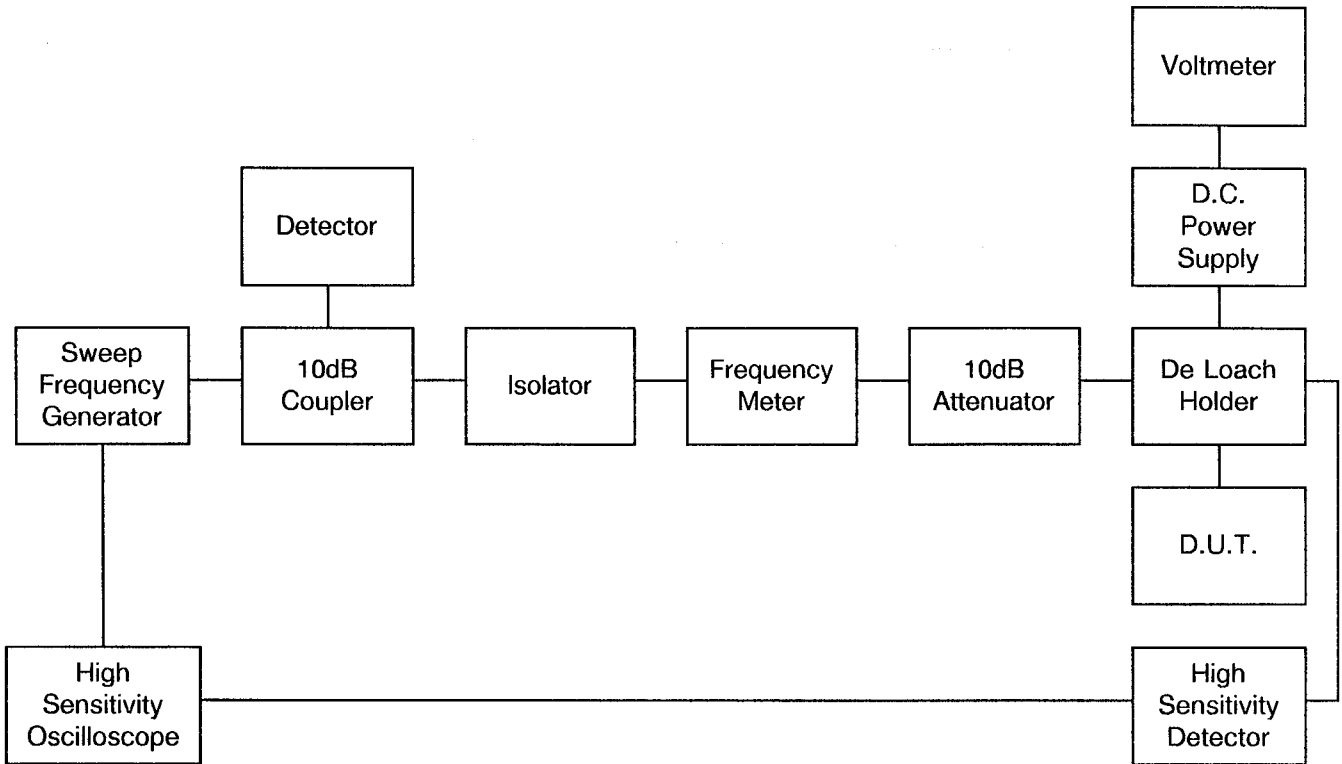 Voltmeter
D.C.
Power
Supply
Detector
Sweep
Frequency
Generator
10dB
Coupler
Isolator
Frequency
Meter
10dB
Attenuator
De Loach
Holder
D.U.T.
High
Sensitivity
Oscilloscope
High
Sensitivity
Detector